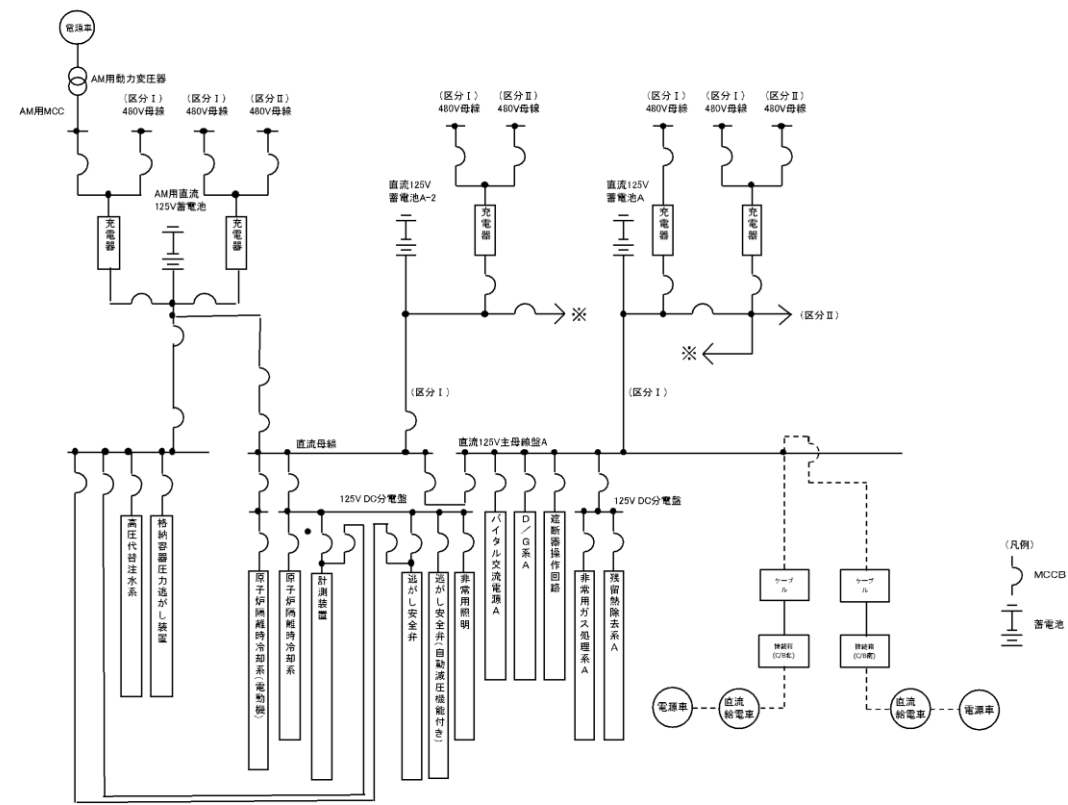 電源車
AM用動力変圧器
AM用MCC
(区分Ⅰ)
480V母線
(区分Ⅰ)
480V母線
(区分Ⅱ)
480V母線
(区分Ⅰ)
480V母線
(区分Ⅱ)
480V母線
(区分Ⅰ)
480V母線
(区分Ⅰ)
480V母線
(区分Ⅱ)
480V母線
AM用直流
125V蓄電池
直流125V
蓄電池A-2
直流125V
蓄電池A
充電器
充電器
充電器
充電器
充電器
※
(区分Ⅱ)
※
(区分Ⅰ)
(区分Ⅰ)
直流母線
直流125V主母線盤A
125V DC分電盤
125V DC分電盤
高圧代替注水系
格納容器圧力逃がし装置
原子炉隔離時冷却系(電動機)
原子炉隔離時冷却系
計測装置
逃がし安全弁
逃がし安全弁(自動減圧機能付き)
非常用照明
バイタル交流電源A
D/G系A
遮断器操作回路
非常用ガス処理系A
残留熱除去系A
ケーブ
ル
ケーブ
ル
接続箱
(C/B北)
接続箱
(C/B南)
電源車
直流
給電車
直流
給電車
電源車
(凡例)
MCCB
蓄電池